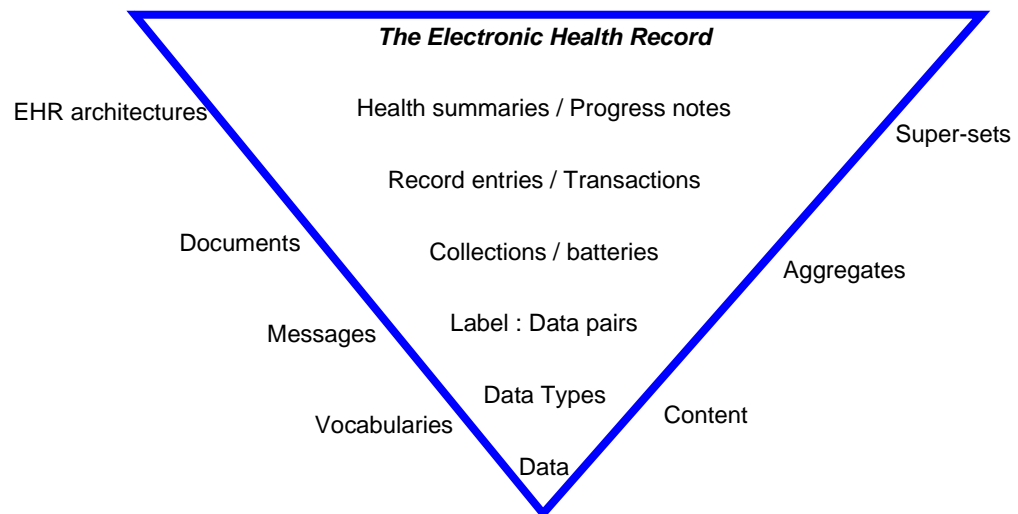 The Electronic Health Record
EHR architectures
Health summaries / Progress notes
Super-sets
Record entries / Transactions
Documents
Collections / batteries
Aggregates
Messages
Label : Data pairs
Data Types
Vocabularies
Content
Data